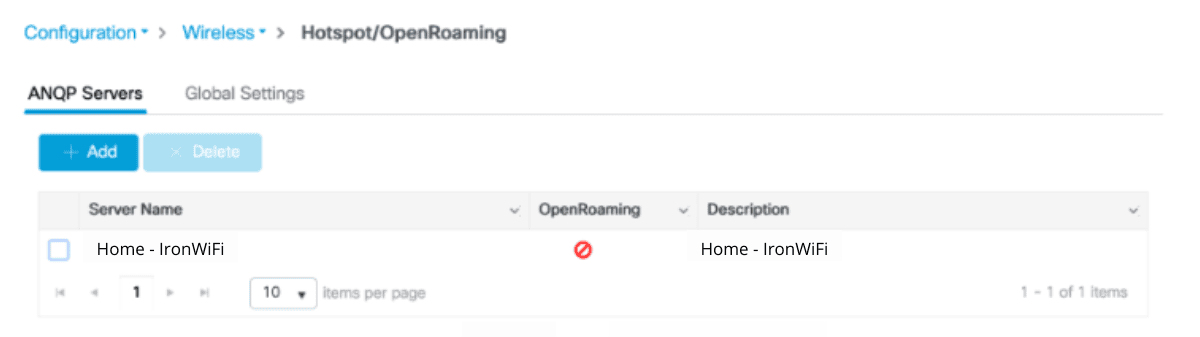 Configuration > Wireless > Hotspot/OpenRoaming
ANQP Servers Global Settings
+ Add × Delete
Server Name OpenRoaming Description
Home - IronWiFi Home - IronWiFi
1 10 items per page 1 - 1 of 1 items